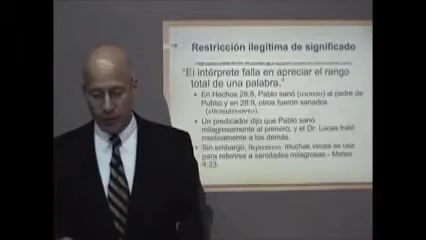 Restricción ilegítima de significado
"El intérprete falla en apreciar el rango
total de una palabra."
En Hechos 28:8, Pablo sanó al padre de
Publio y en 28:9, otros fueron sanados
Un predicador dijo que Pablo sanó
milagrosamente al primero, y el Dr. Lucas trató
medicamente a los demás.
Sin embargo, muchas veces se usa
para referirse a sanidades milagrosas - Mateo
4:23.